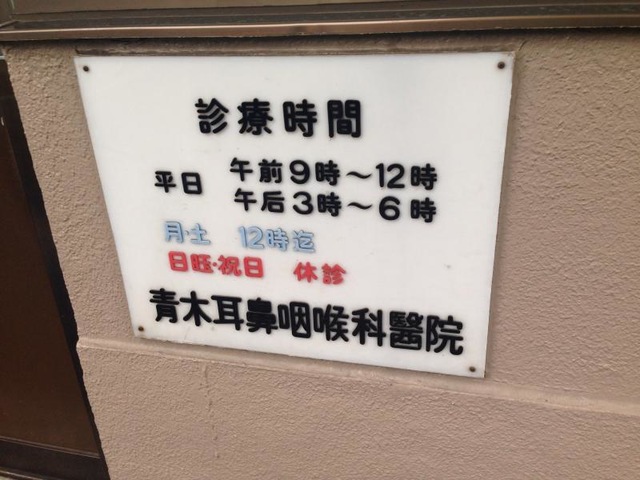 診療時間
平日 午前9時～12時
午后3時～6時
月・土 12時迄
日旺・祝日 休診
青木耳鼻咽喉科醫院